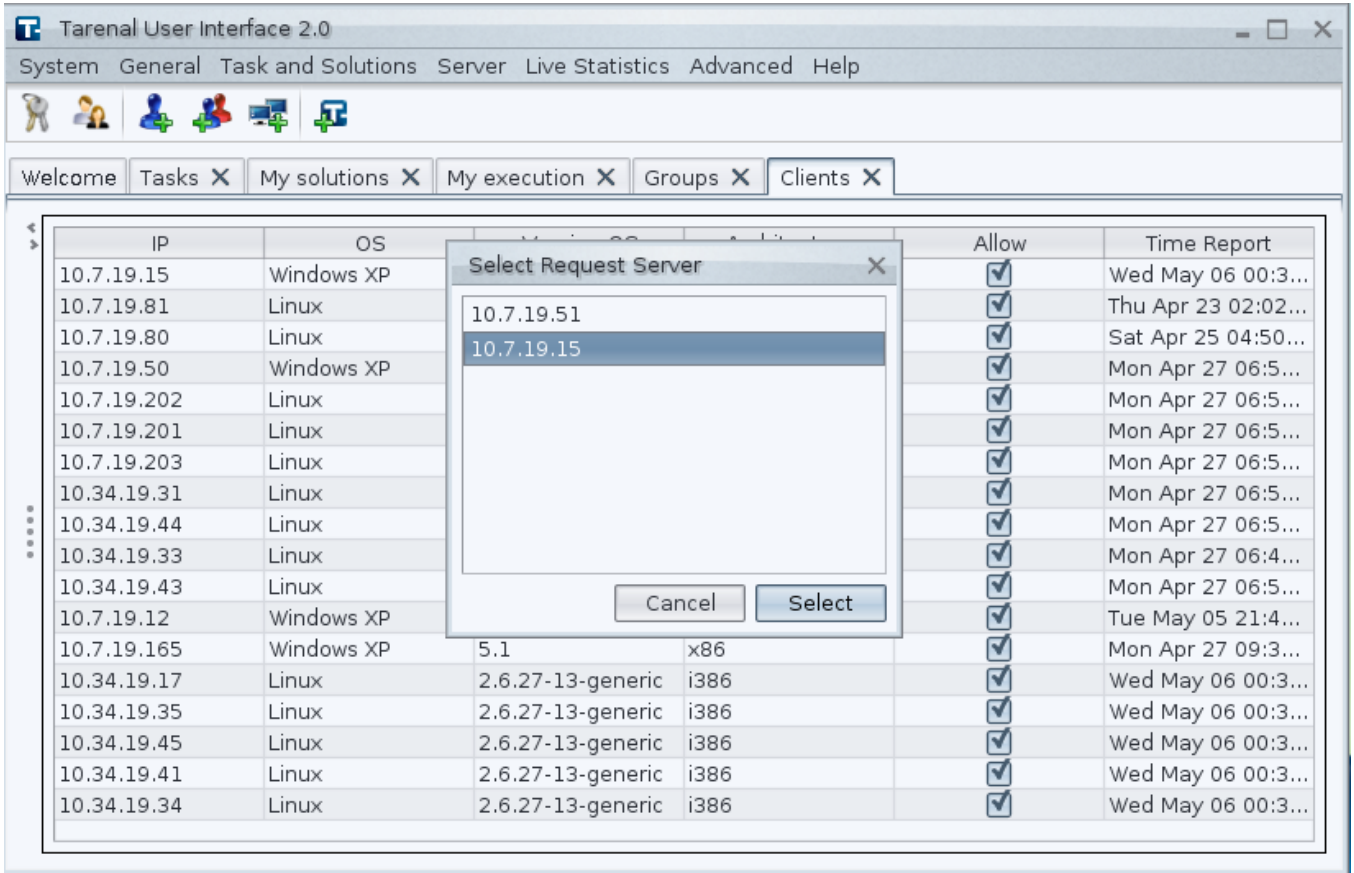 Tarenal User Interface 2.0
System General Task and Solutions Server Live Statistics Advanced Help
Welcome Tasks My solutions My execution Groups Clients
IP OS Allow Time Report
Select Request Server
10.7.19.51
10.7.19.15
Cancel Select
10.7.19.15 Windows XP Wed May 06 00:3...
10.7.19.81 Linux Thu Apr 23 02:02...
10.7.19.80 Linux Sat Apr 25 04:50...
10.7.19.50 Windows XP Mon Apr 27 06:5...
10.7.19.202 Linux Mon Apr 27 06:5...
10.7.19.201 Linux Mon Apr 27 06:5...
10.7.19.203 Linux Mon Apr 27 06:5...
10.34.19.31 Linux Mon Apr 27 06:5...
10.34.19.44 Linux Mon Apr 27 06:5...
10.34.19.33 Linux Mon Apr 27 06:4...
10.34.19.43 Linux Mon Apr 27 06:5...
10.7.19.12 Windows XP Tue May 05 21:4...
10.7.19.165 Windows XP 5.1 x86 Mon Apr 27 09:3...
10.34.19.17 Linux 2.6.27-13-generic i386 Wed May 06 00:3...
10.34.19.35 Linux 2.6.27-13-generic i386 Wed May 06 00:3...
10.34.19.45 Linux 2.6.27-13-generic i386 Wed May 06 00:3...
10.34.19.41 Linux 2.6.27-13-generic i386 Wed May 06 00:3...
10.34.19.34 Linux 2.6.27-13-generic i386 Wed May 06 00:3...